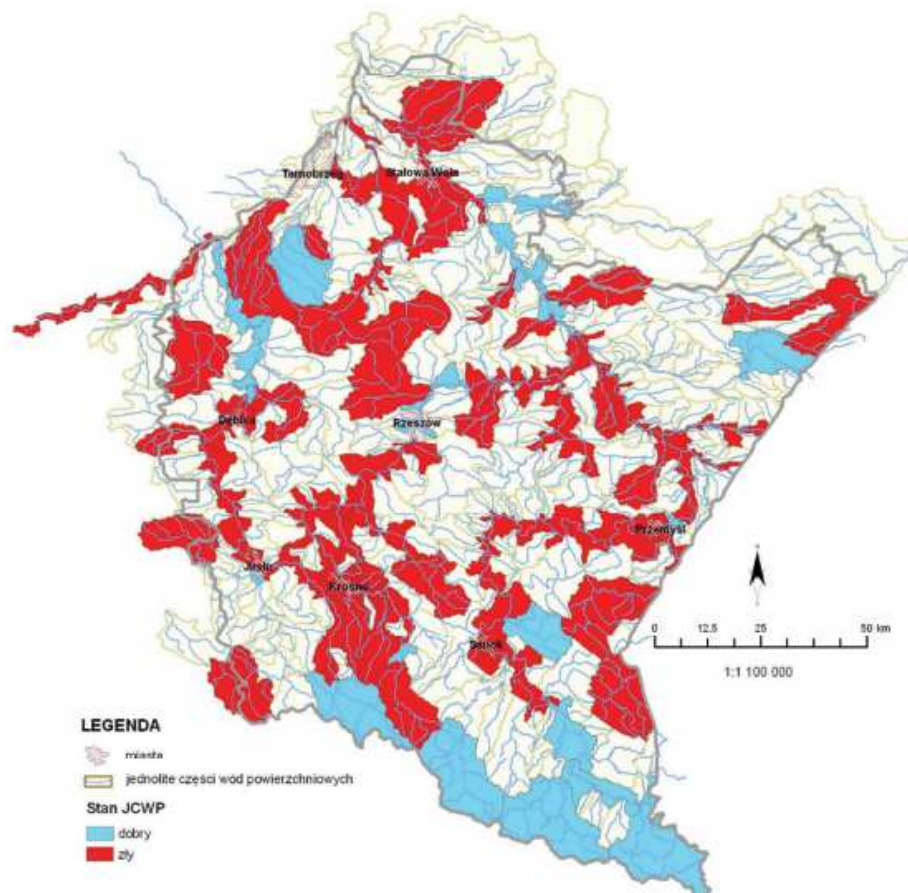 Tarnobrzeg
Stalowa Wola
Dębica
Rzeszów
Przemyśl
Jasło
Krosno
Sanok
0 12,5 25 50 km
1:1 100 000
LEGENDA
miasta
jednolite części wód powierzchniowych
Stan JCWP
dobry
zły